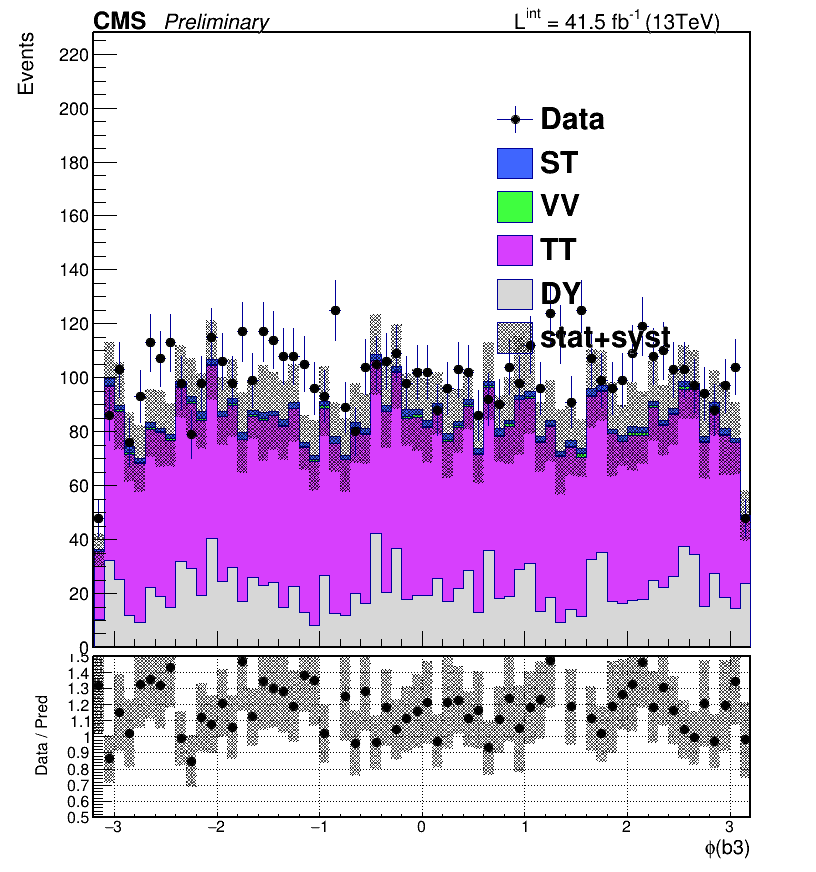 CMS Preliminary L^int = 41.5 fb^-1 (13TeV)
Events
220
200
180
160
140
120
100
80
60
40
20
0
Data
ST
VV
TT
DY
stat+syst
Data / Pred
1.5
1.4
1.3
1.2
1.1
1
0.9
0.8
0.7
0.6
0.5
−3 −2 −1 0 1 2 3
ϕ(b3)